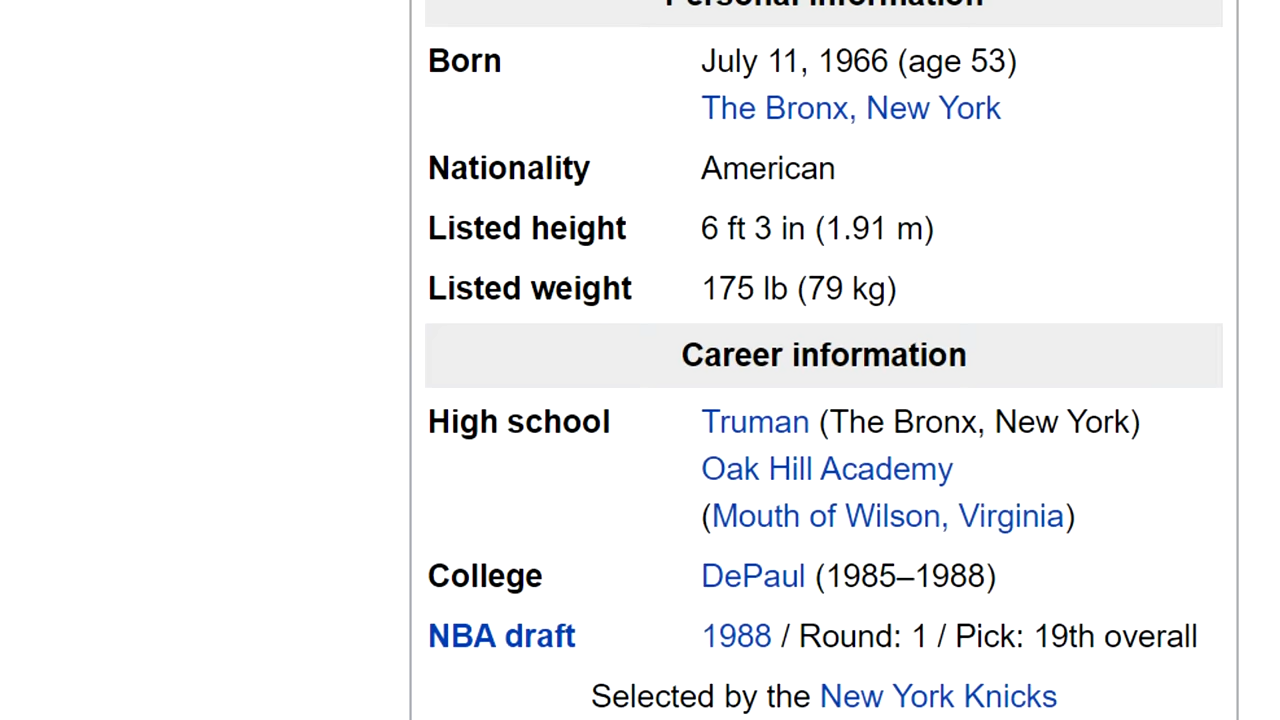 Personal information
Born July 11, 1966 (age 53)
The Bronx, New York
Nationality American
Listed height 6 ft 3 in (1.91 m)
Listed weight 175 lb (79 kg)
Career information
High school Truman (The Bronx, New York)
Oak Hill Academy
(Mouth of Wilson, Virginia)
College DePaul (1985–1988)
NBA draft 1988 / Round: 1 / Pick: 19th overall
Selected by the New York Knicks